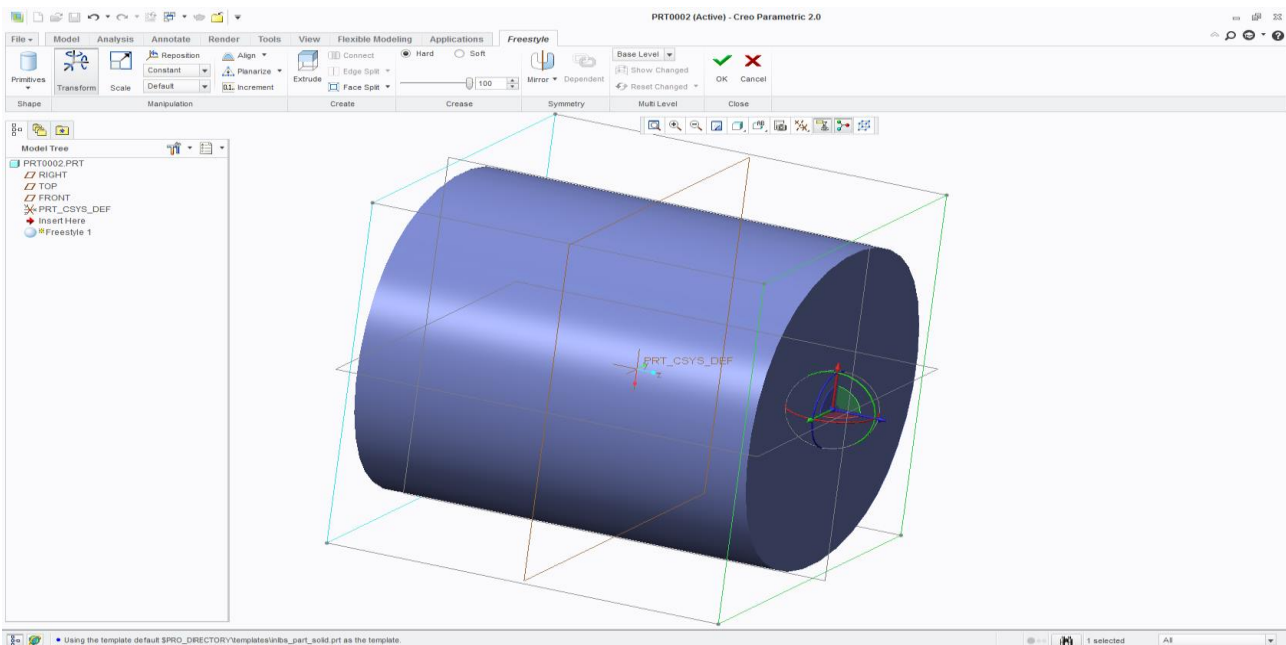 PRT0002 (Active) - Creo Parametric 2.0
File Model Analysis Annotate Render Tools View Flexible Modeling Applications Freestyle
Reposition Align Connect Hard Soft Base Level
Constant Planarize Edge Split Show Changed
Primitives Transform Scale Default Increment Extrude Face Split 100 Mirror Dependent Reset Changed OK Cancel
Shape Manipulation Create Crease Symmetry Multi Level Close
Model Tree
PRT0002.PRT
RIGHT
TOP
FRONT
PRT_CSYS_DEF
Insert Here
Freestyle 1
PRT_CSYS_DEF
Using the template default $PRO_DIRECTORY\templates\inlbs_part_solid.prt as the template.
1 selected All